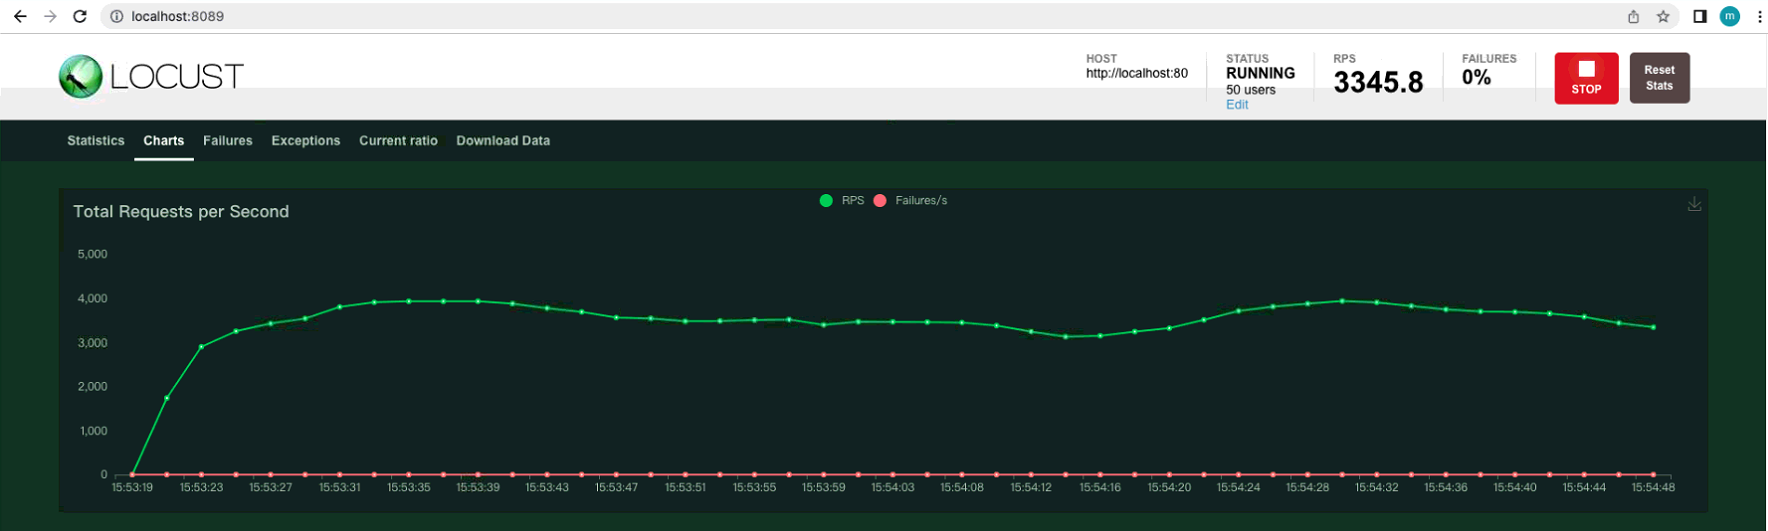 localhost:8089
m
LOCUST
HOST
http://localhost:80
STATUS
RUNNING
50 users
Edit
RPS
3345.8
FAILURES
0%
STOP
Reset
Stats
Statistics Charts Failures Exceptions Current ratio Download Data
Total Requests per Second
RPS Failures/s
5,000
4,000
3,000
2,000
1,000
0
15:53:19 15:53:23 15:53:27 15:53:31 15:53:35 15:53:39 15:53:43 15:53:47 15:53:51 15:53:55 15:53:59 15:54:03 15:54:08 15:54:12 15:54:16 15:54:20 15:54:24 15:54:28 15:54:32 15:54:36 15:54:40 15:54:44 15:54:48